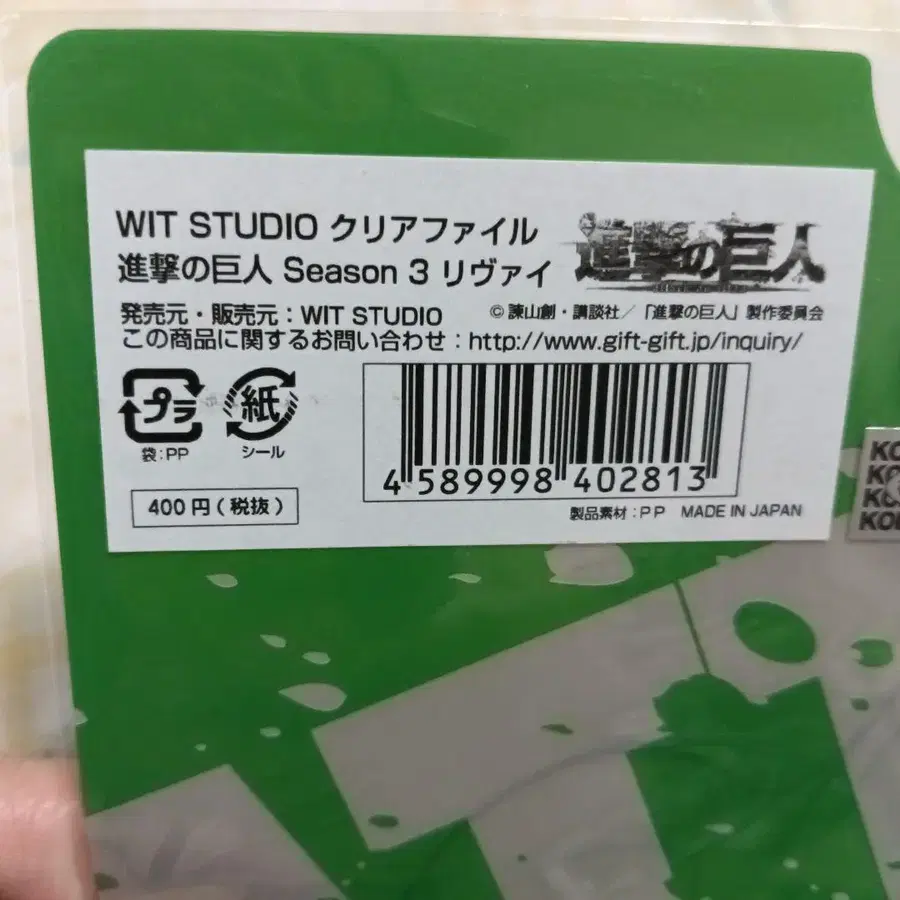 WIT STUDIO クリアファイル
進撃の巨人 Season 3 リヴァイ
進撃の巨人
発売元・販売元：WIT STUDIO
©諫山創・講談社／「進撃の巨人」製作委員会
この商品に関するお問い合わせ：http://www.gift-gift.jp/inquiry/
プラ
紙
袋：PP
シール
4 589998 402813
400円（税抜）
製品素材：PP MADE IN JAPAN